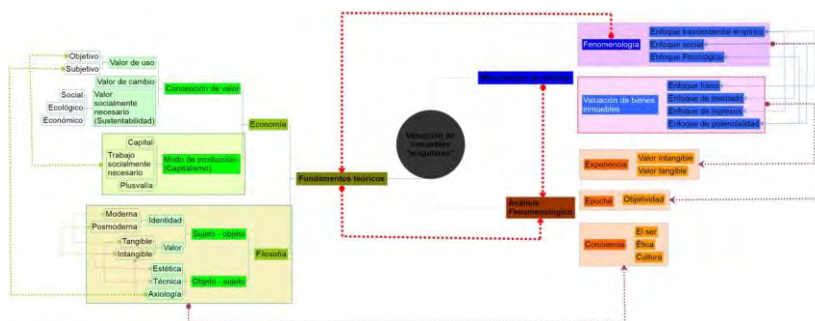 Objetivo
Subjetivo
Valor de uso
Valor de cambio
Social
Ecológico
Económico
Valor
socialmente
necesario
(Sustentabilidad)
Concepción de valor
Capital
Trabajo
socialmente
necesario
Plusvalía
Modo de producción
(Capitalismo)
Economía
Moderna
Posmoderna
Identidad
Tangible
Intangible
Valor
Sujeto - objeto
Estética
Técnica
Axiología
Objeto - sujeto
Filosofía
Fundamentos teóricos
Valuación de
inmuebles
"singulares"
Análisis
Fenomenológico
Fenomenología
Enfoque trascendental empírico
Enfoque social
Enfoque Psicológico
Valuación de bienes
inmuebles
Enfoque físico
Enfoque de mercado
Enfoque de ingresos
Enfoque de potencialidad
Experiencia
Valor intangible
Valor tangible
Epoché
Objetividad
Conciencia
El ser
Ética
Cultura